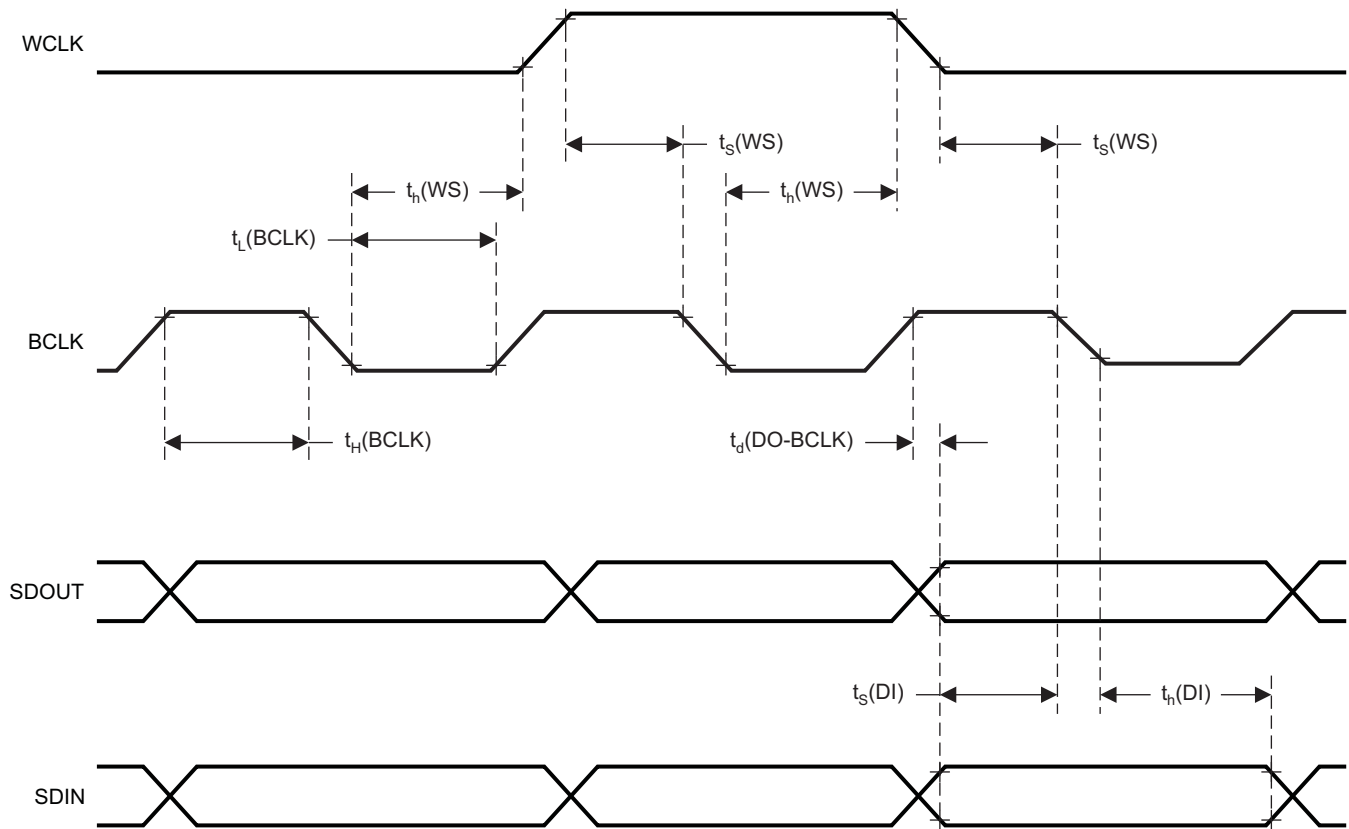 WCLK
tS(WS)
tS(WS)
th(WS)
th(WS)
tL(BCLK)
BCLK
tH(BCLK)
td(DO-BCLK)
SDOUT
tS(DI)
th(DI)
SDIN